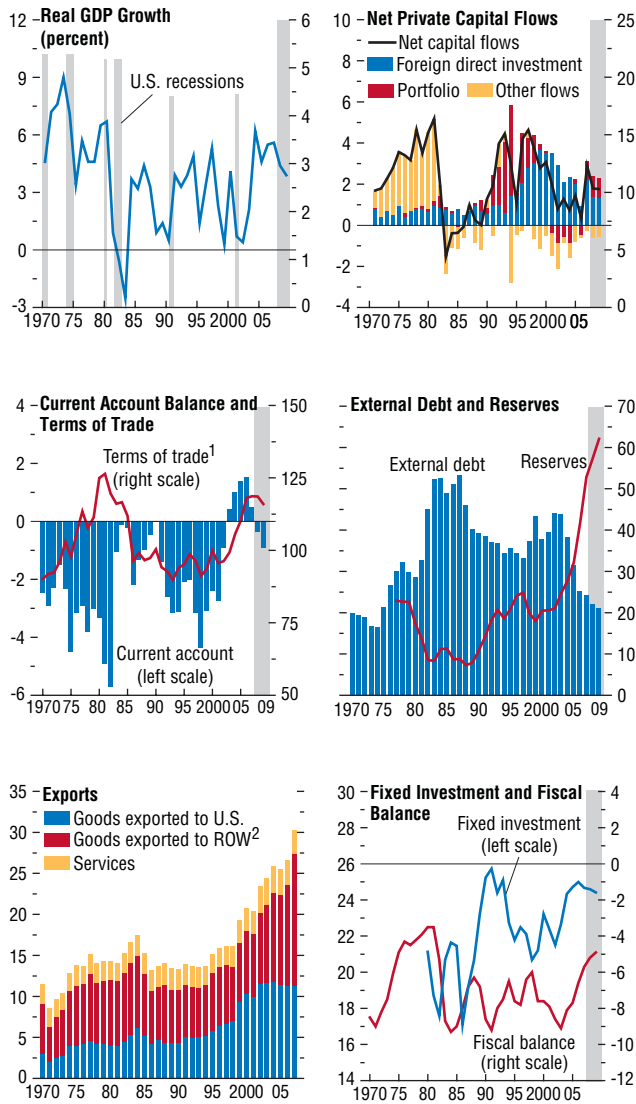 Real GDP Growth
(percent)
U.S. recessions
12
9
6
3
0
-3
6
5
4
3
2
1
0
1970 75 80 85 90 95 2000 05
Net Private Capital Flows
Net capital flows
Foreign direct investment
Portfolio Other flows
10
8
6
4
2
0
-2
-4
25
20
15
10
5
0
1970 75 80 85 90 95 2000 05
Current Account Balance and
Terms of Trade
Terms of trade1
(right scale)
Current account
(left scale)
4
2
0
-2
-4
-6
150
125
100
75
50
1970 75 80 85 90 95 2000 05 09
External Debt and Reserves
External debt
Reserves
70
60
50
40
30
20
10
0
1970 75 80 85 90 95 2000 05 09
Exports
Goods exported to U.S.
Goods exported to ROW2
Services
35
30
25
20
15
10
5
0
1970 75 80 85 90 95 2000 05
Fixed Investment and Fiscal
Balance
Fixed investment
(left scale)
Fiscal balance
(right scale)
30
28
26
24
22
20
18
16
14
4
2
0
-2
-4
-6
-8
-10
-12
1970 75 80 85 90 95 2000 05